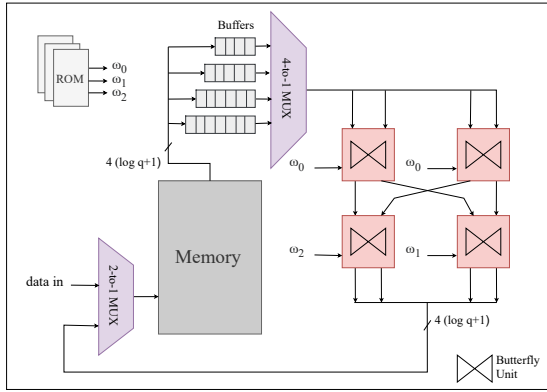 Buffers
ROM
ω0
ω1
ω2
4-to-1 MUX
4 (log q+1)
ω0
ω0
Memory
ω2
ω1
data in
2-to-1 MUX
4 (log q+1)
Butterfly
Unit